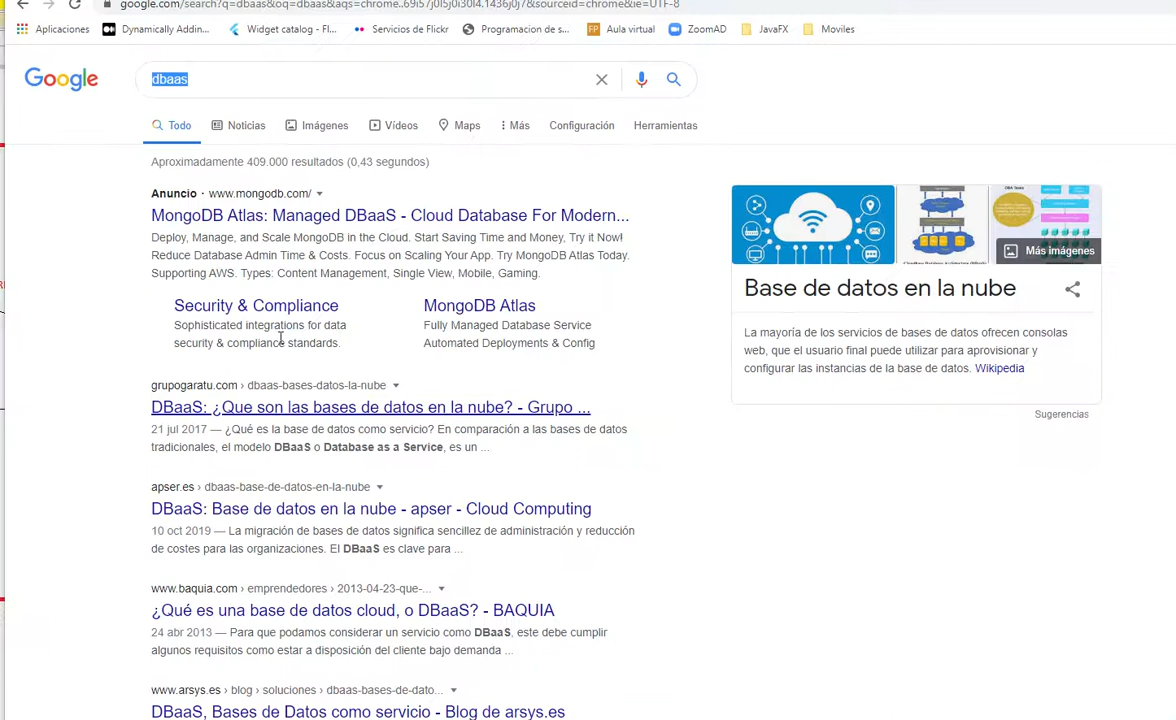 google.com/search?q=dbaas&oq=dbaas&aqs=chrome..69i57j0l5j0i30l4.1436j0j7&sourceid=chrome&ie=UTF-8
Aplicaciones Dynamically Addin... Widget catalog - Fl... Servicios de Flickr Programacion de s... FP Aula virtual ZoomAD JavaFX Moviles
Google dbaas
Todo Noticias Imágenes Vídeos Maps Más Configuración Herramientas
Aproximadamente 409.000 resultados (0,43 segundos)
Anuncio · www.mongodb.com/
MongoDB Atlas: Managed DBaaS - Cloud Database For Modern...
Deploy, Manage, and Scale MongoDB in the Cloud. Start Saving Time and Money, Try it Now!
Reduce Database Admin Time & Costs. Focus on Scaling Your App. Try MongoDB Atlas Today.
Supporting AWS. Types: Content Management, Single View, Mobile, Gaming.
Security & Compliance
Sophisticated integrations for data
security & compliance standards.
MongoDB Atlas
Fully Managed Database Service
Automated Deployments & Config
grupogaratu.com › dbaas-bases-datos-la-nube
DBaaS: ¿Que son las bases de datos en la nube? - Grupo ...
21 jul 2017 — ¿Qué es la base de datos como servicio? En comparación a las bases de datos
tradicionales, el modelo DBaaS o Database as a Service, es un ...
apser.es › dbaas-base-de-datos-en-la-nube
DBaaS: Base de datos en la nube - apser - Cloud Computing
10 oct 2019 — La migración de bases de datos significa sencillez de administración y reducción
de costes para las organizaciones. El DBaaS es clave para ...
www.baquia.com › emprendedores › 2013-04-23-que-...
¿Qué es una base de datos cloud, o DBaaS? - BAQUIA
24 abr 2013 — Para que podamos considerar un servicio como DBaaS, este debe cumplir
algunos requisitos como estar a disposición del cliente bajo demanda ...
www.arsys.es › blog › soluciones › dbaas-bases-de-dato...
DBaaS, Bases de Datos como servicio - Blog de arsys.es
Más imágenes
Base de datos en la nube
La mayoría de los servicios de bases de datos ofrecen consolas
web, que el usuario final puede utilizar para aprovisionar y
configurar las instancias de la base de datos. Wikipedia
Sugerencias